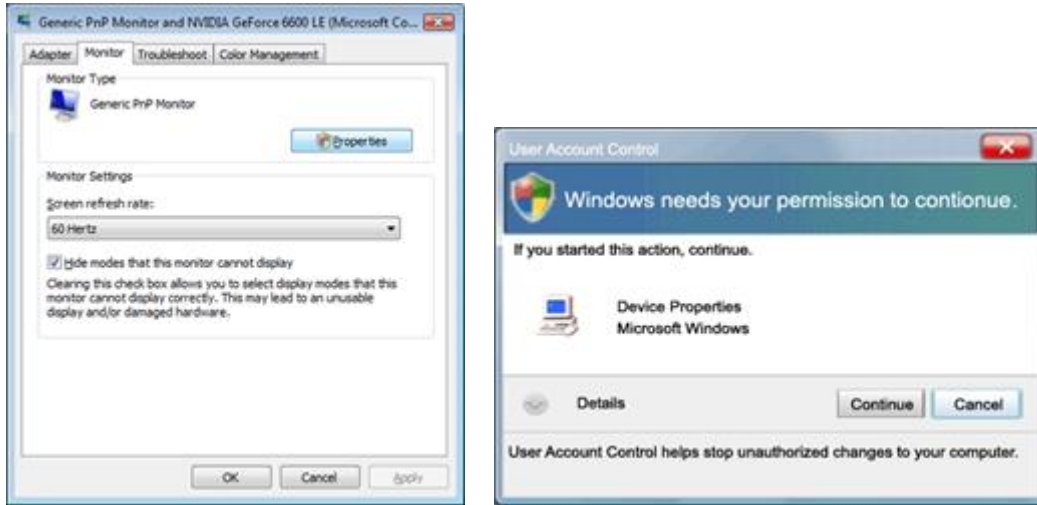 Generic PnP Monitor and NVIDIA GeForce 6600 LE (Microsoft Co...
Adapter Monitor Troubleshoot Color Management
Monitor Type
Generic PnP Monitor
Properties
Monitor Settings
Screen refresh rate:
60 Hertz
Hide modes that this monitor cannot display
Clearing this check box allows you to select display modes that this
monitor cannot display correctly. This may lead to an unusable
display and/or damaged hardware.
OK Cancel Apply
User Account Control
Windows needs your permission to contionue.
If you started this action, continue.
Device Properties
Microsoft Windows
Details Continue Cancel
User Account Control helps stop unauthorized changes to your computer.